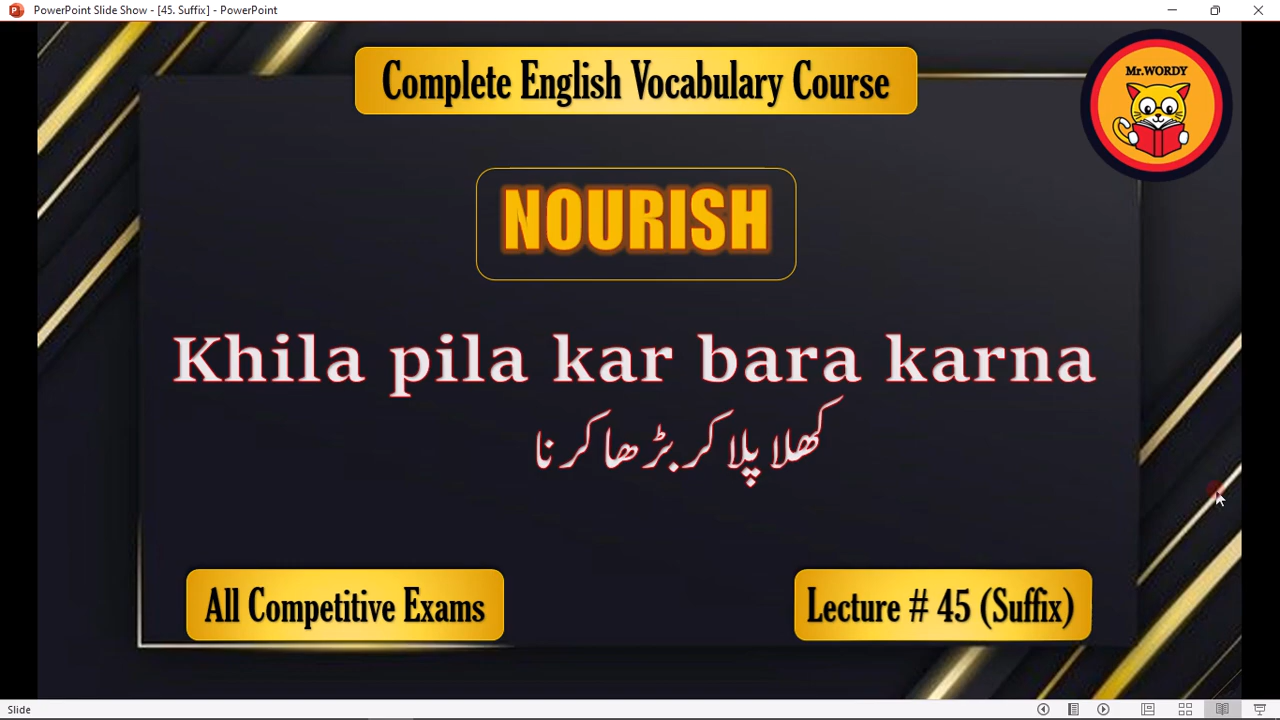 PowerPoint Slide Show - [45. Suffix] - PowerPoint
Complete English Vocabulary Course
Mr.WORDY
NOURISH
Khila pila kar bara karna
کھلا پلا کر بڑھا کرنا
All Competitive Exams
Lecture # 45 (Suffix)
Slide